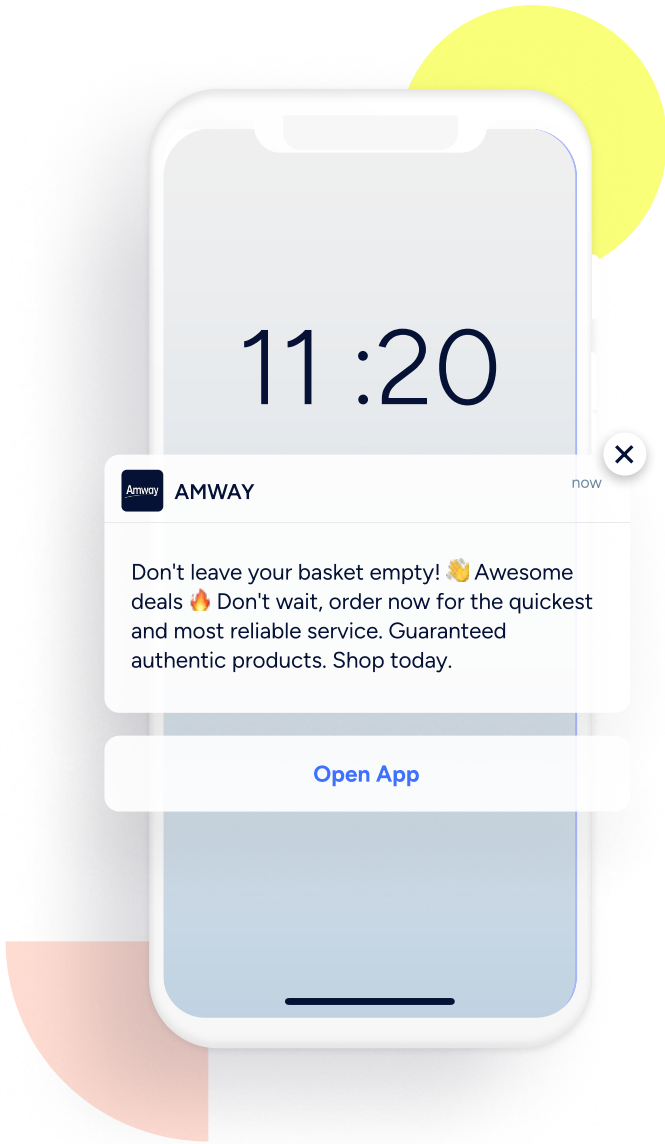 11 :20
Amway
AMWAY
now
Don't leave your basket empty! 👋 Awesome
deals 🔥 Don't wait, order now for the quickest
and most reliable service. Guaranteed
authentic products. Shop today.
Open App